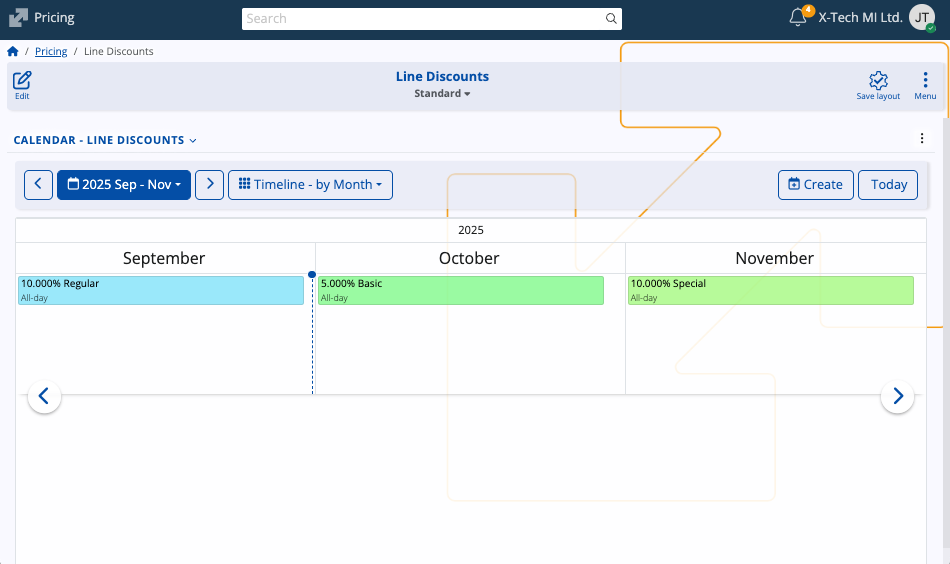 Pricing
Search
4
X-Tech MI Ltd.
JT
/ Pricing / Line Discounts
Edit
Line Discounts
Standard
Save layout
Menu
CALENDAR - LINE DISCOUNTS
2025 Sep - Nov
Timeline - by Month
Create
Today
2025
September
October
November
10.000% Regular
All-day
5.000% Basic
All-day
10.000% Special
All-day